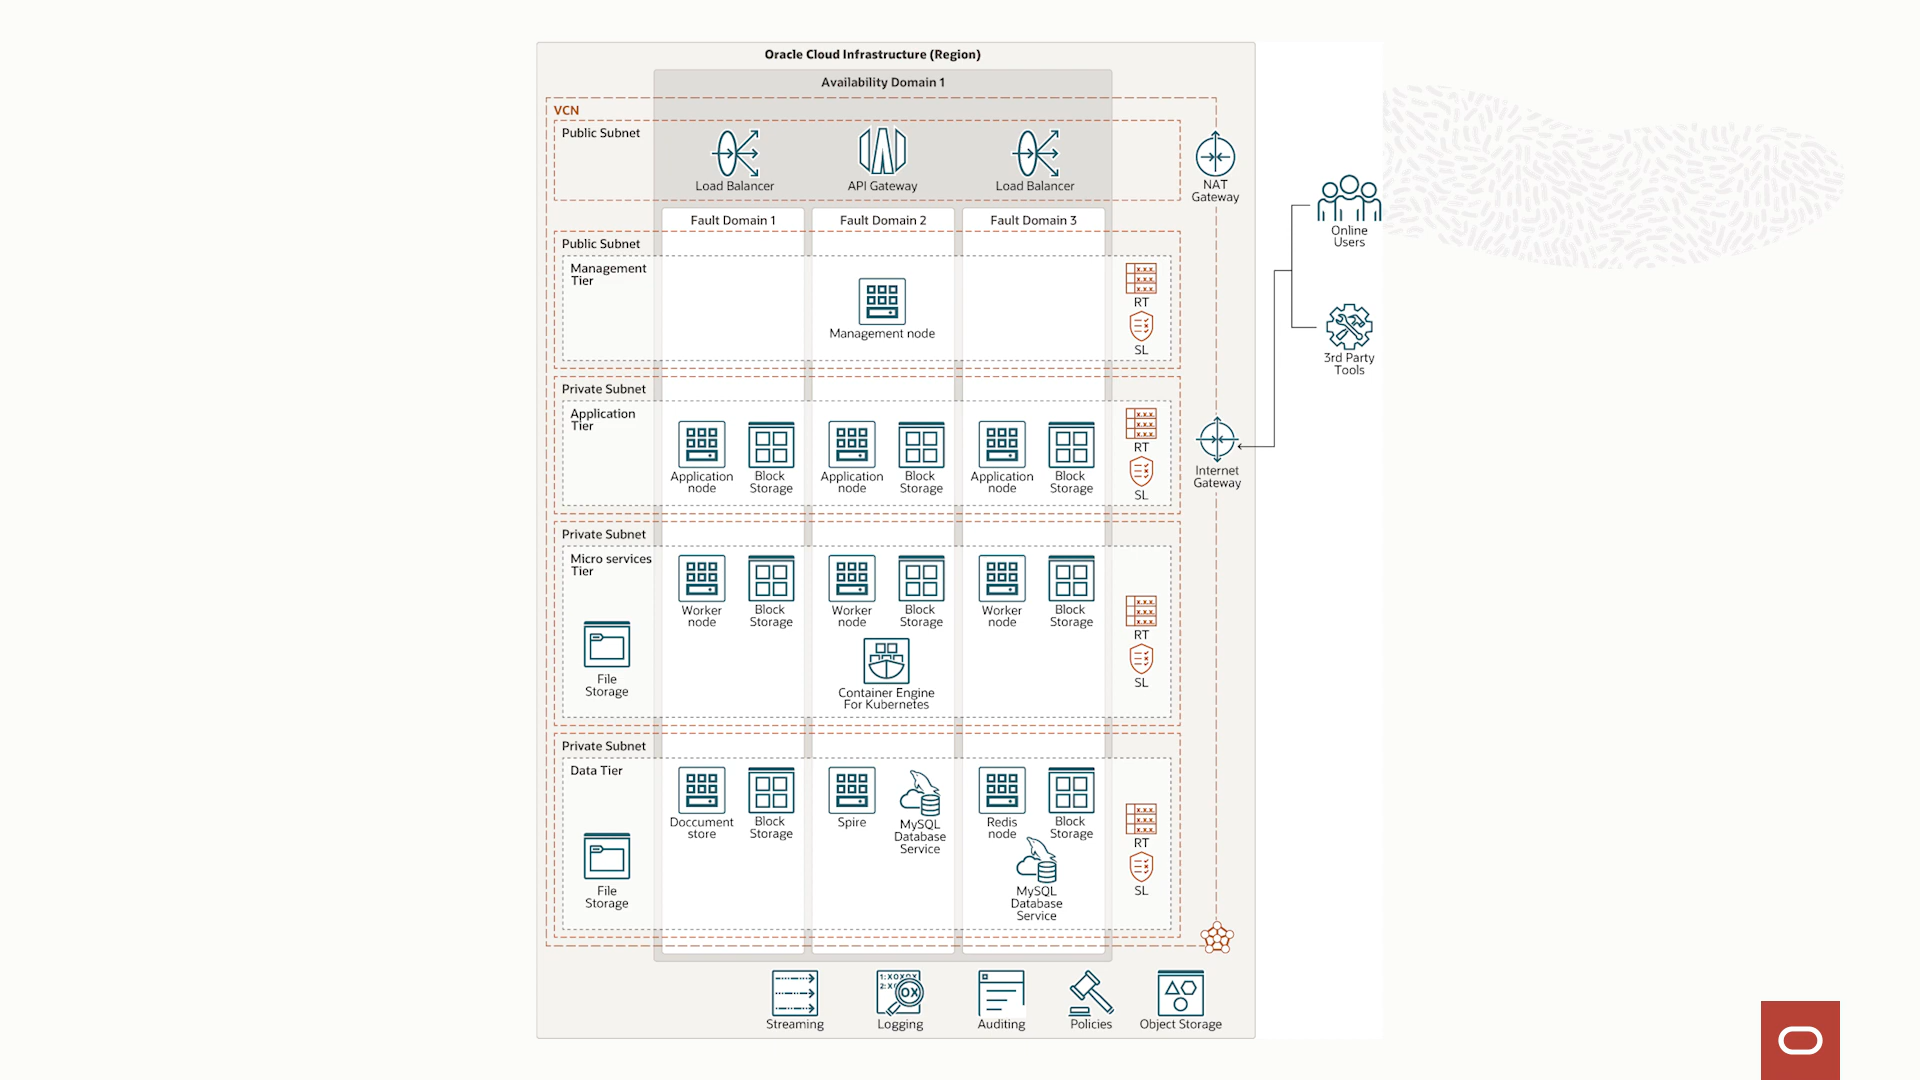 Oracle Cloud Infrastructure (Region)
Availability Domain 1
VCN
Public Subnet
Load Balancer
API Gateway
Load Balancer
NAT
Gateway
Online
Users
3rd Party
Tools
Fault Domain 1
Fault Domain 2
Fault Domain 3
Public Subnet
Management
Tier
Management node
RT
SL
Private Subnet
Application
Tier
Application
node
Block
Storage
Application
node
Block
Storage
Application
node
Block
Storage
RT
SL
Internet
Gateway
Private Subnet
Micro services
Tier
Worker
node
Block
Storage
Worker
node
Block
Storage
Worker
node
Block
Storage
File
Storage
Container Engine
For Kubernetes
RT
SL
Private Subnet
Data Tier
Doccument
store
Block
Storage
Spire
MySQL
Database
Service
Redis
node
Block
Storage
MySQL
Database
Service
File
Storage
RT
SL
1:XOXOX
2:X
OX
Streaming
Logging
Auditing
Policies
Object Storage